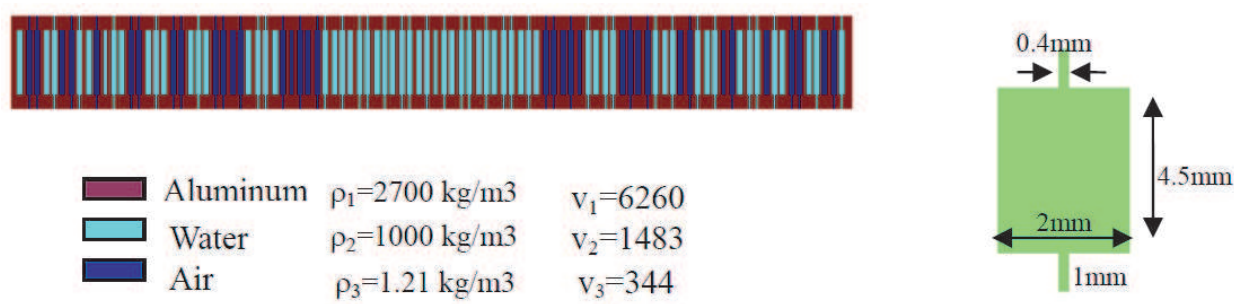 0.4mm
4.5mm
2mm
1mm
Aluminum ρ₁=2700 kg/m3 v₁=6260
Water ρ₂=1000 kg/m3 v₂=1483
Air ρ₃=1.21 kg/m3 v₃=344